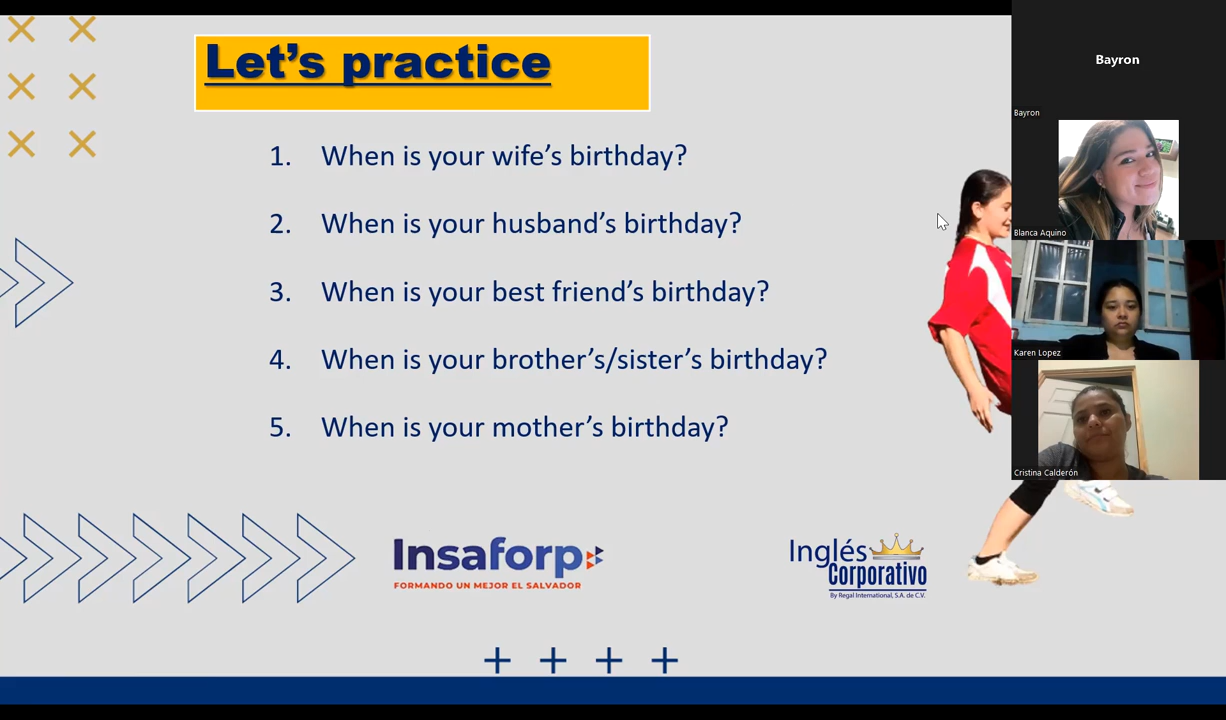 Let's practice
1. When is your wife's birthday?
2. When is your husband's birthday?
3. When is your best friend's birthday?
4. When is your brother's/sister's birthday?
5. When is your mother's birthday?
Insaforp
FORMANDO UN MEJOR EL SALVADOR
Inglés
Corporativo
By Regal International, S.A. de C.V.
Bayron
Bayron
Blanca Aquino
Karen Lopez
Cristina Calderón